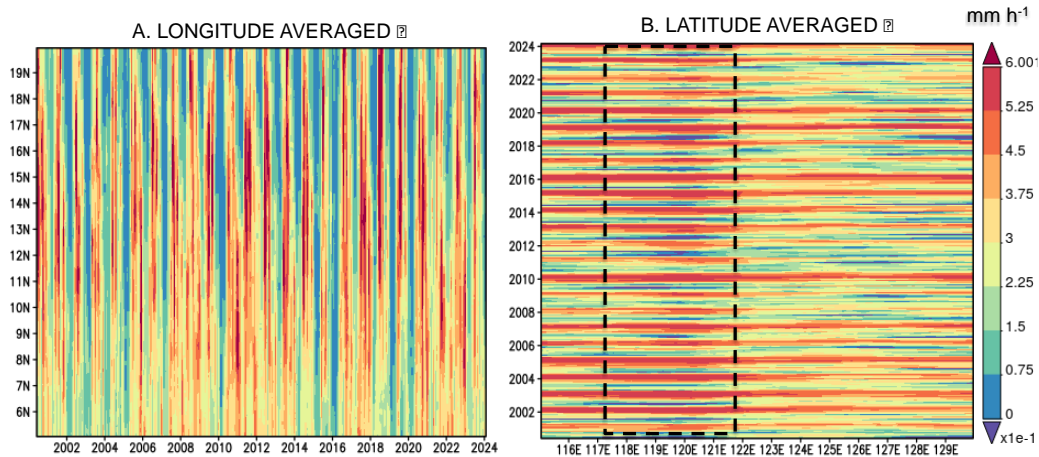 A. LONGITUDE AVERAGED
B. LATITUDE AVERAGED
mm h⁻¹
19N
18N
17N
16N
15N
14N
13N
12N
11N
10N
9N
8N
7N
6N
2002 2004 2006 2008 2010 2012 2014 2016 2018 2020 2022 2024
2024
2022
2020
2018
2016
2014
2012
2010
2008
2006
2004
2002
116E 117E 118E 119E 120E 121E 122E 123E 124E 125E 126E 127E 128E 129E
6.001
5.25
4.5
3.75
3
2.25
1.5
0.75
0
x1e-1